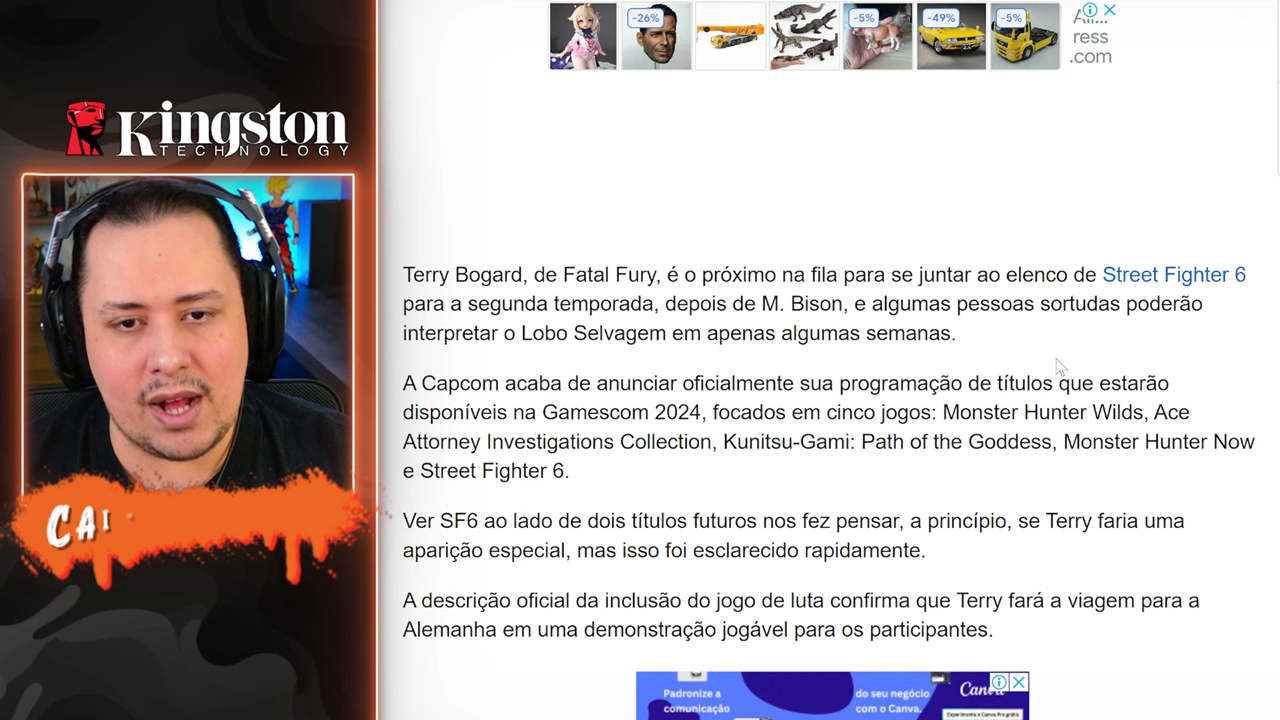 -26%
-5%
-49%
-5%
ress
.com
Kingston
TECHNOLOGY
CAI
Terry Bogard, de Fatal Fury, é o próximo na fila para se juntar ao elenco de Street Fighter 6
para a segunda temporada, depois de M. Bison, e algumas pessoas sortudas poderão
interpretar o Lobo Selvagem em apenas algumas semanas.
A Capcom acaba de anunciar oficialmente sua programação de títulos que estarão
disponíveis na Gamescom 2024, focados em cinco jogos: Monster Hunter Wilds, Ace
Attorney Investigations Collection, Kunitsu-Gami: Path of the Goddess, Monster Hunter Now
e Street Fighter 6.
Ver SF6 ao lado de dois títulos futuros nos fez pensar, a princípio, se Terry faria uma
aparição especial, mas isso foi esclarecido rapidamente.
A descrição oficial da inclusão do jogo de luta confirma que Terry fará a viagem para a
Alemanha em uma demonstração jogável para os participantes.
Padronize a
comunicação
do seu negócio
com o Canva.
Canva
Experimente o Canva Pro grátis